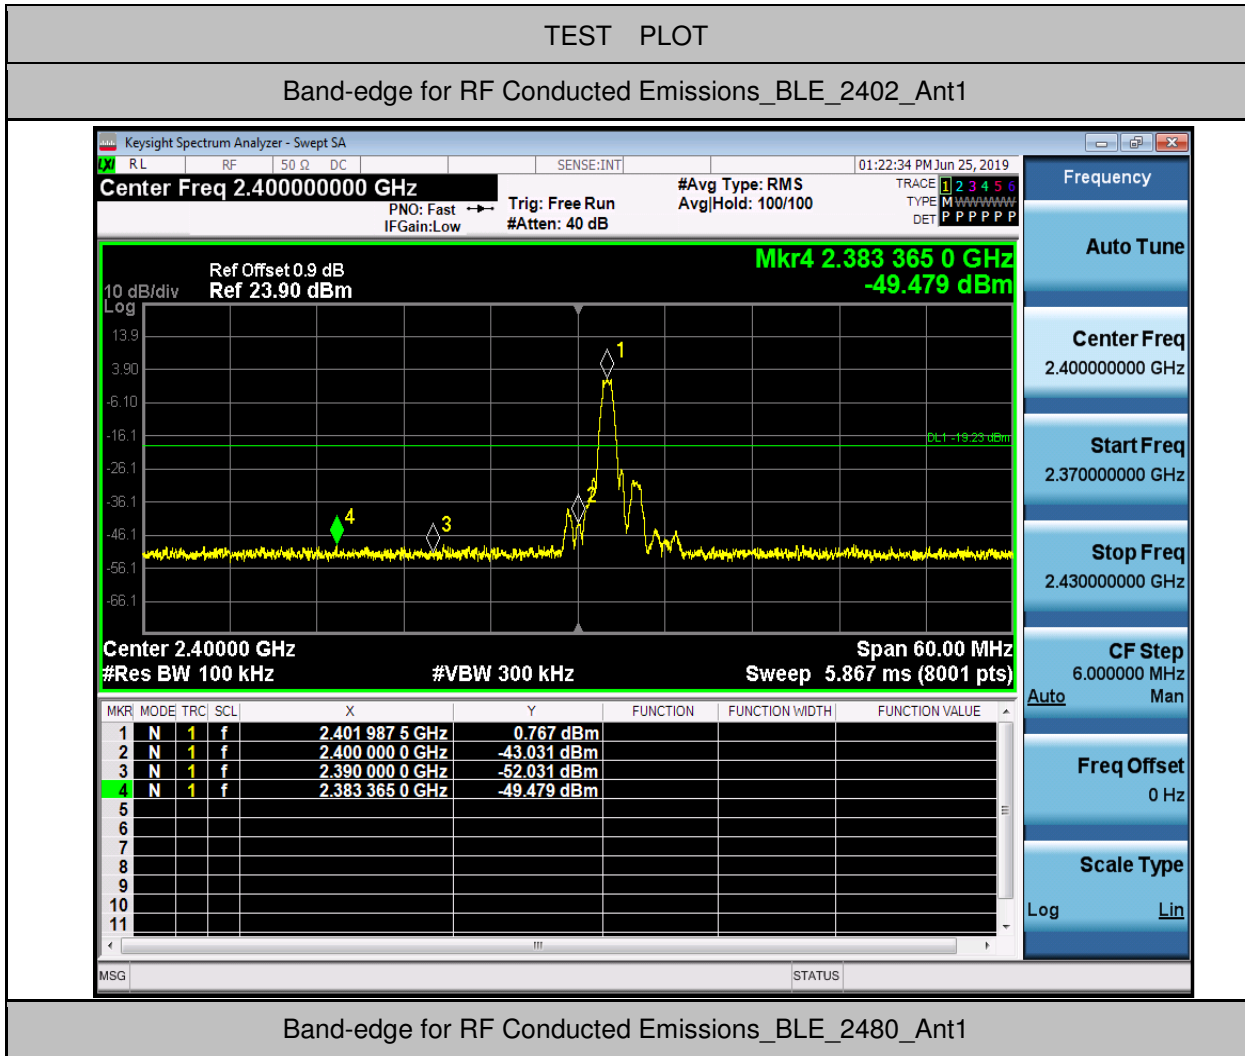 TEST PLOT
Band-edge for RF Conducted Emissions_BLE_2402_Ant1
Keysight Spectrum Analyzer - Swept SA
LXI RL RF 50 Ω DC SENSE:INT 01:22:34 PM Jun 25, 2019
Center Freq 2.400000000 GHz
PNO: Fast
IFGain:Low
Trig: Free Run
#Atten: 40 dB
#Avg Type: RMS
Avg|Hold: 100/100
TRACE 1 2 3 4 5 6
TYPE M W W W W W
DET P P P P P P
Frequency
Auto Tune
Center Freq
2.400000000 GHz
Start Freq
2.370000000 GHz
Stop Freq
2.430000000 GHz
CF Step
6.000000 MHz
Auto Man
Freq Offset
0 Hz
Scale Type
Log Lin
Mkr4 2.383 365 0 GHz
-49.479 dBm
Ref Offset 0.9 dB
10 dB/div Ref 23.90 dBm
Log
13.9
3.90
-6.10
-16.1
-26.1
-36.1
-46.1
-56.1
-66.1
1
DL1 -19.23 dBm
2
3
4
Center 2.40000 GHz Span 60.00 MHz
#Res BW 100 kHz #VBW 300 kHz Sweep 5.867 ms (8001 pts)
MKR MODE TRC SCL X Y FUNCTION FUNCTION WIDTH FUNCTION VALUE
1 N 1 f 2.401 987 5 GHz 0.767 dBm
2 N 1 f 2.400 000 0 GHz -43.031 dBm
3 N 1 f 2.390 000 0 GHz -52.031 dBm
4 N 1 f 2.383 365 0 GHz -49.479 dBm
5
6
7
8
9
10
11
MSG STATUS
Band-edge for RF Conducted Emissions_BLE_2480_Ant1